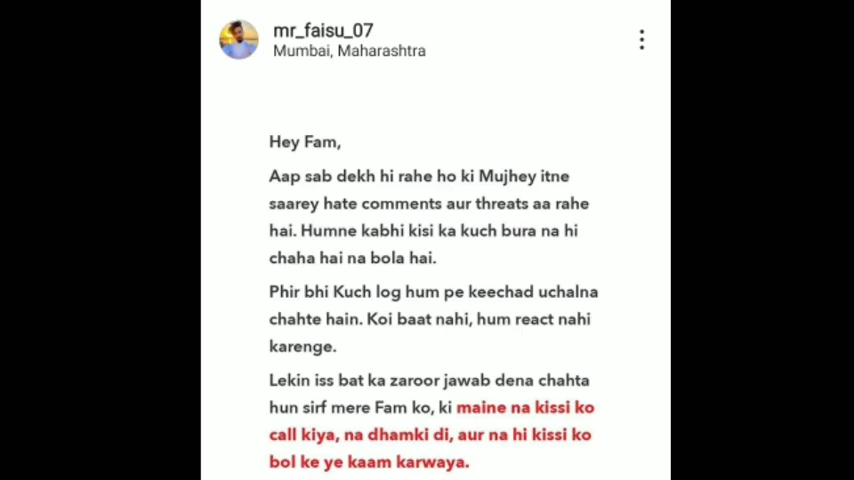 mr_faisu_07
Mumbai, Maharashtra
Hey Fam,
Aap sab dekh hi rahe ho ki Mujhey itne
saarey hate comments aur threats aa rahe
hai. Humne kabhi kisi ka kuch bura na hi
chaha hai na bola hai.
Phir bhi Kuch log hum pe keechad uchalna
chahte hain. Koi baat nahi, hum react nahi
karenge.
Lekin iss bat ka zaroor jawab dena chahta
hun sirf mere Fam ko, ki maine na kissi ko
call kiya, na dhamki di, aur na hi kissi ko
bol ke ye kaam karwaya.